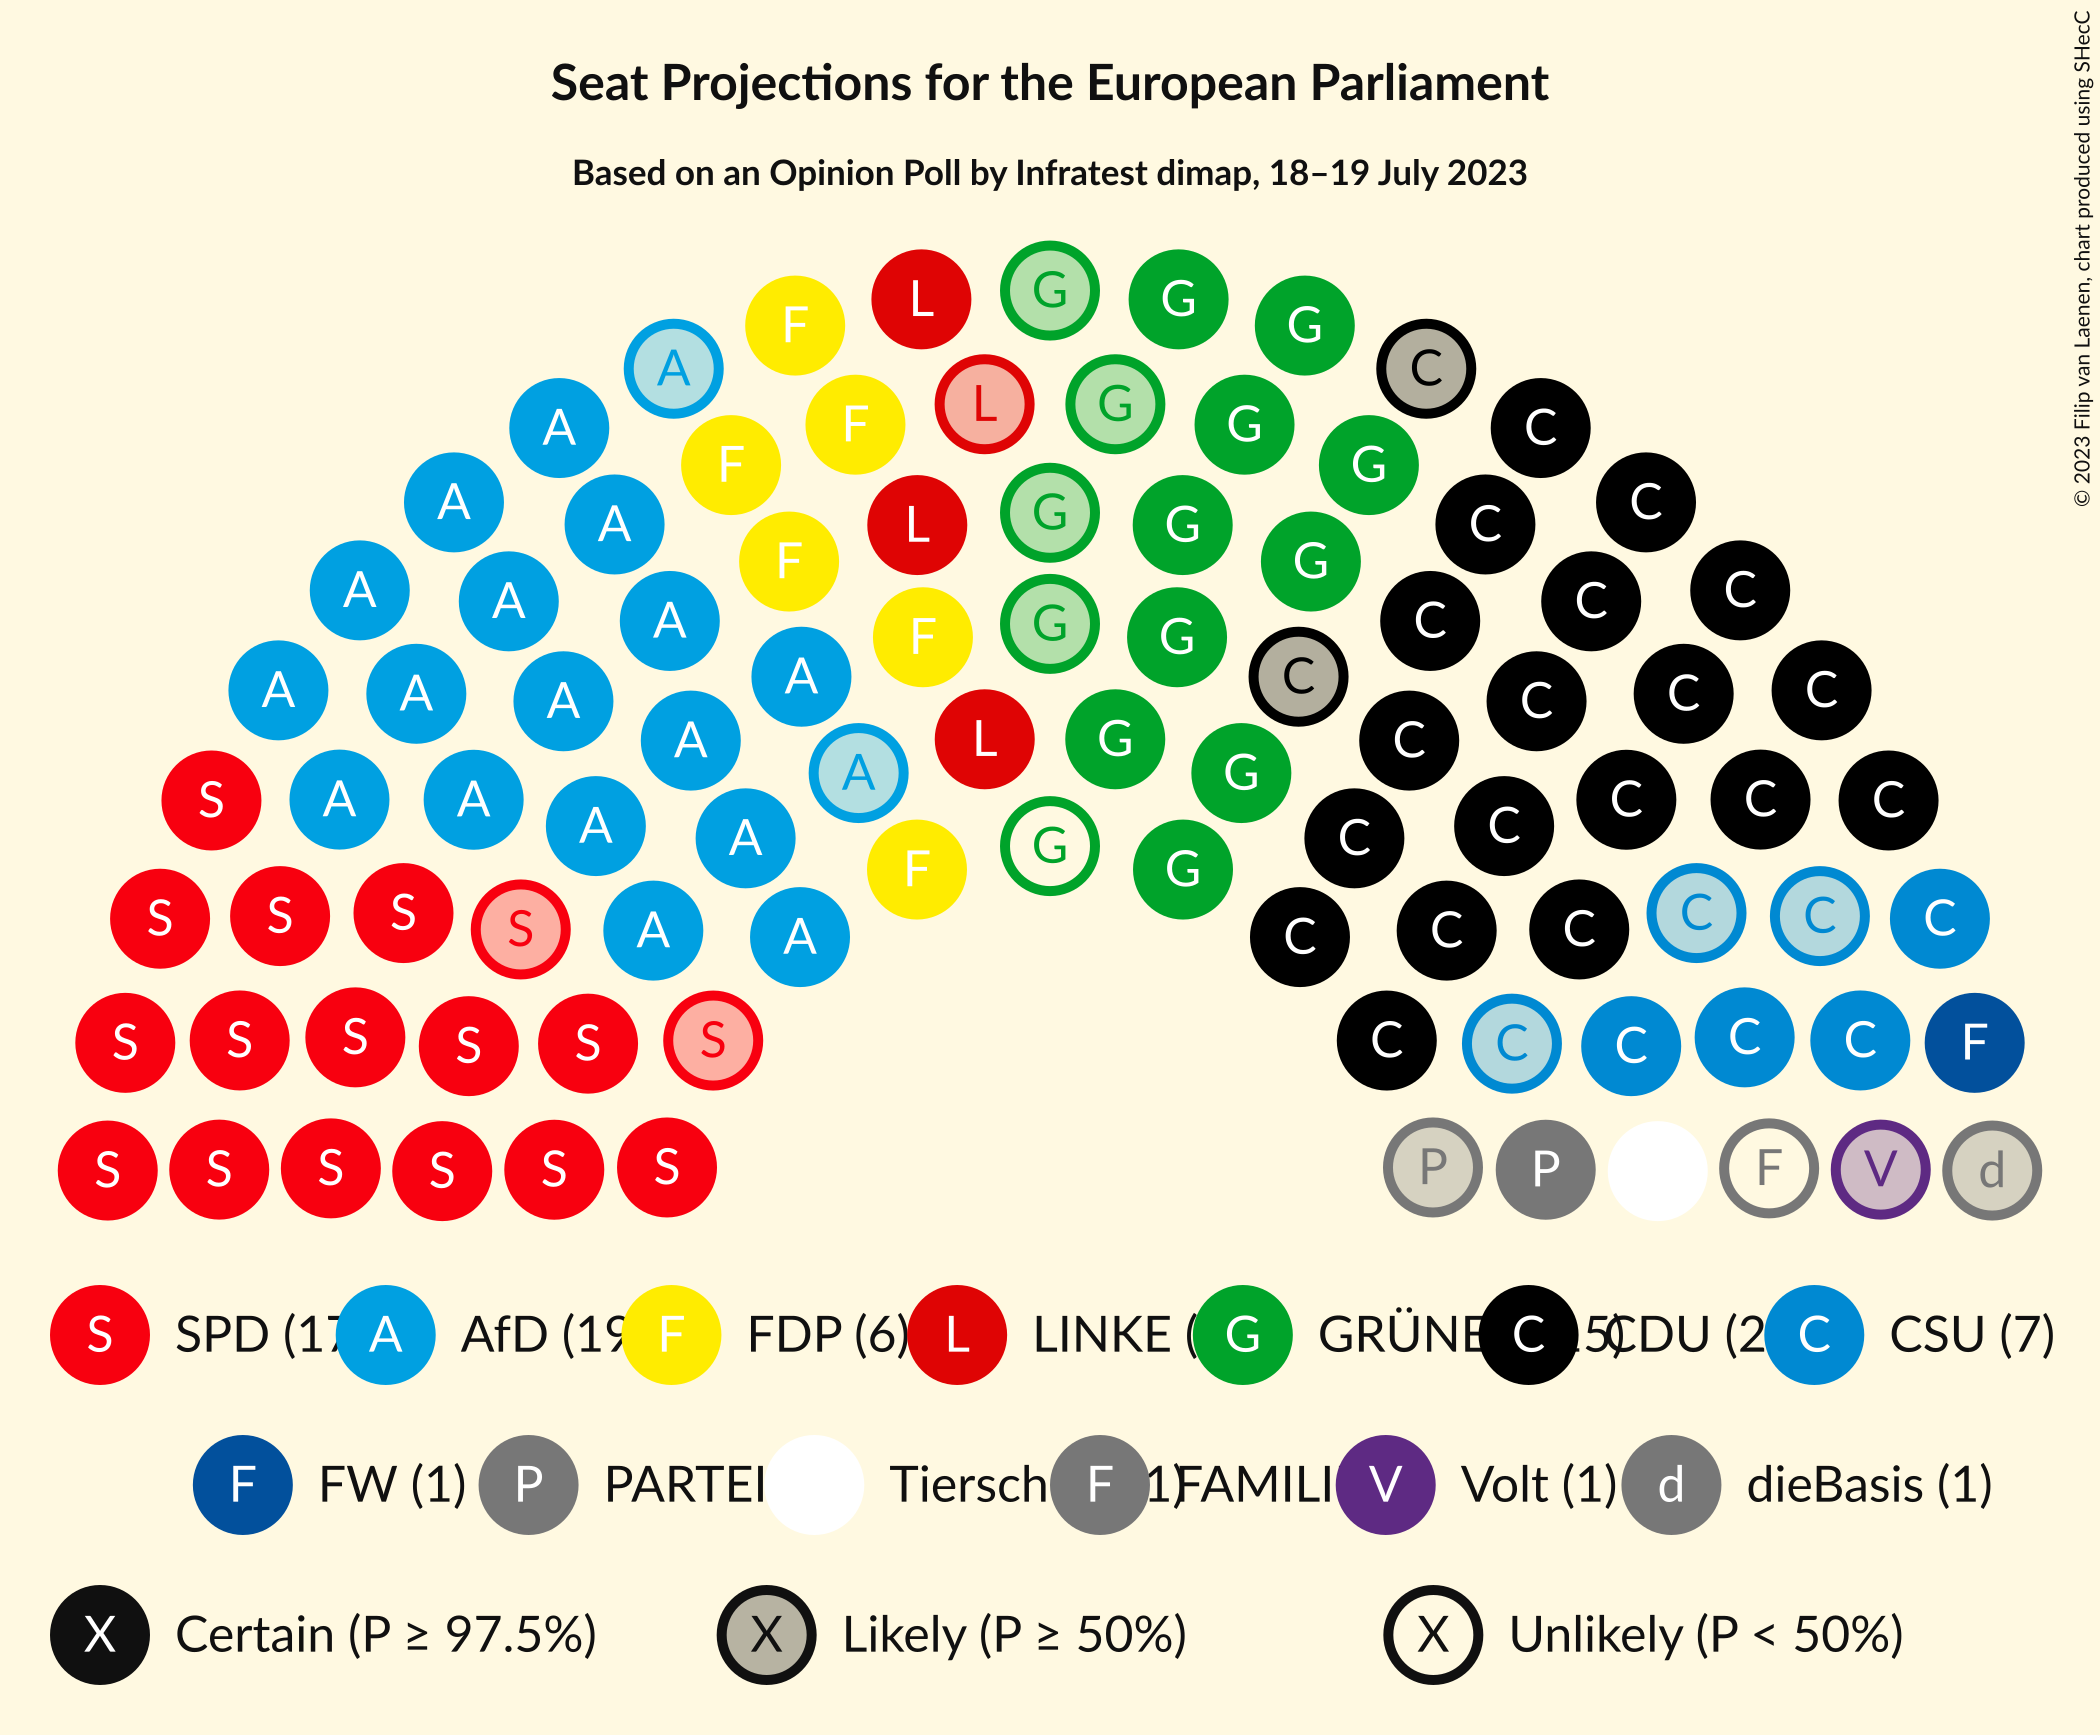 Seat Projections for the European Parliament
Based on an Opinion Poll by Infratest dimap, 18–19 July 2023
© 2023 Filip van Laenen, chart produced using SHecC
G
L G G
F G
A C
L G
A F G C
F G
A F L G G C
A F G C
A C
A F G C
A A F G G C C
A C
A A A A C C C C
A A L G C C
A G
S A A A A C C C C C
F G G
S S S S A A C C C C C C
S S S S S S C C C C C F
S S S S S S P P F V d
S SPD (17 A AfD (19 F FDP (6) L LINKE ( G GRÜNE C 5) CDU (2 C CSU (7)
F FW (1) P PARTEI Tiersch F 1) FAMILI V Volt (1) d dieBasis (1)
X Certain (P ≥ 97.5%) X Likely (P ≥ 50%) X Unlikely (P < 50%)